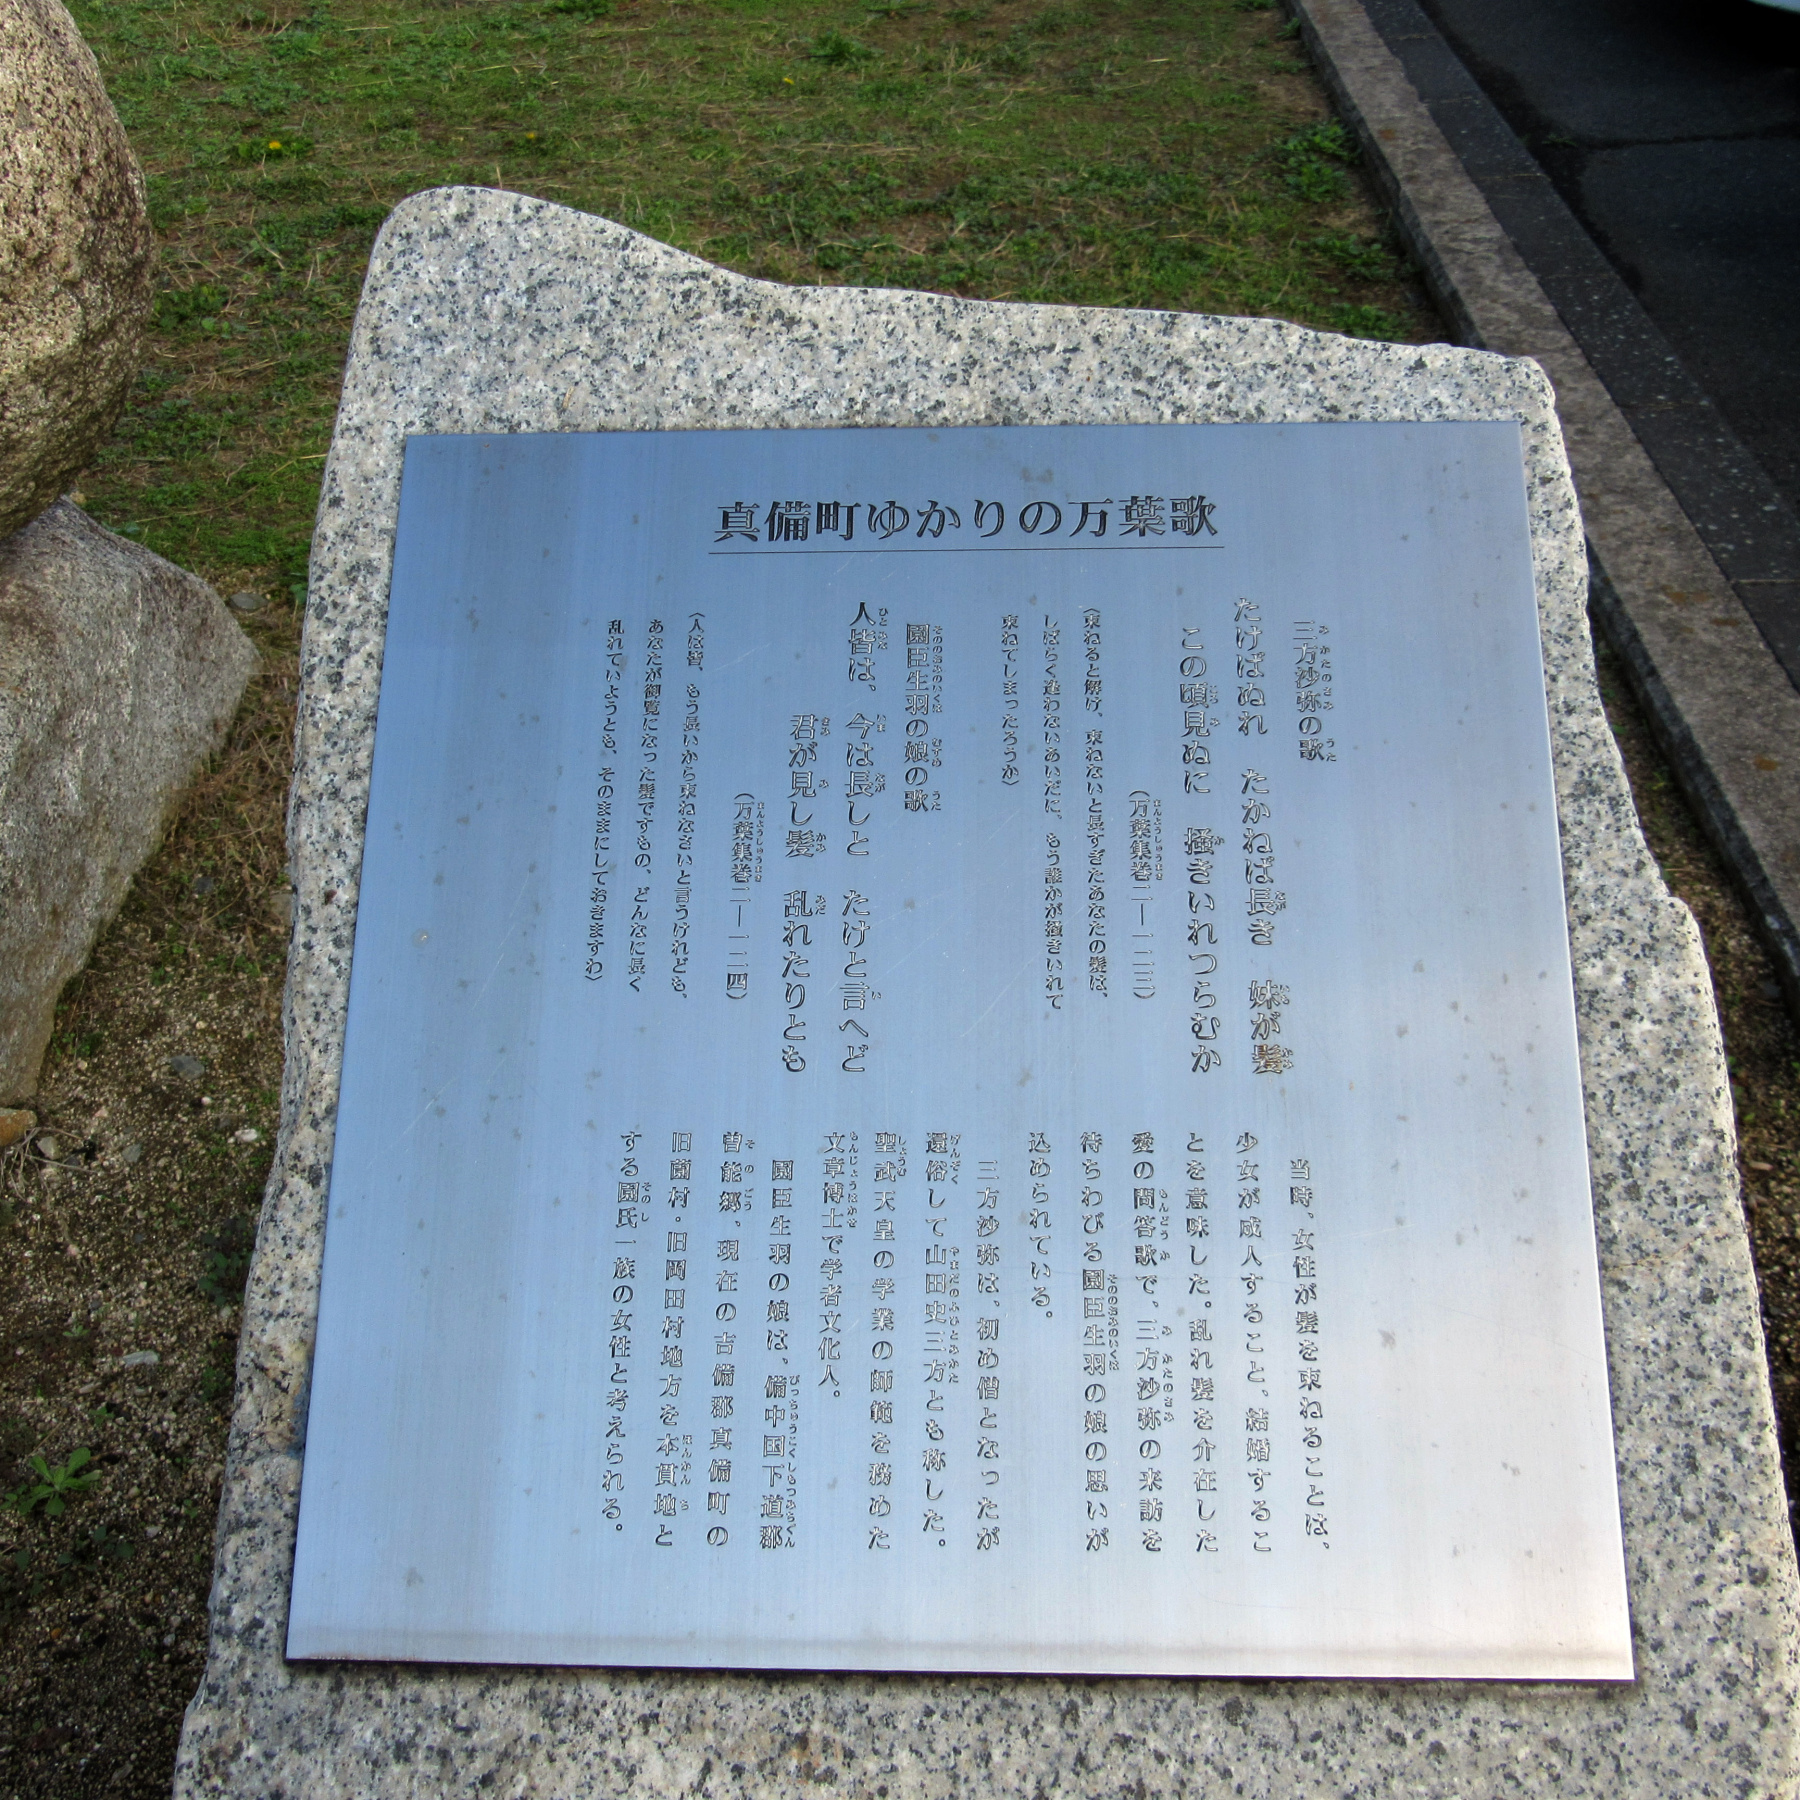 真備町ゆかりの万葉歌
三方沙弥の歌
たけばぬれ　たかねば長き　妹が髪
この頃見ぬに　掻きいれつらむか
（万葉集巻二―一二三）
〈束ねると解け、束ねないと長すぎたあなたの髪は、
しばらく逢わないあいだに、もう誰かが掻きいれて
束ねてしまったろうか〉
園臣生羽の娘の歌
人皆は、今は長しと　たけと言へど
君が見し髪　乱れたりとも
（万葉集巻二―一二四）
〈人は皆、もう長いから束ねなさいと言うけれども、
あなたが御覧になった髪ですもの、どんなに長く
乱れていようとも、そのままにしておきますわ〉
当時、女性が髪を束ねることは、
少女が成人すること、結婚するこ
とを意味した。乱れ髪を介在した
愛の問答歌で、三方沙弥の来訪を
待ちわびる園臣生羽の娘の思いが
込められている。
三方沙弥は、初め僧となったが
還俗して山田史三方とも称した。
聖武天皇の学業の師範を務めた
文章博士で学者文化人。
園臣生羽の娘は、備中国下道郡
曽能郷、現在の吉備郡真備町の
旧薗村・旧岡田村地方を本貫地と
する園氏一族の女性と考えられる。